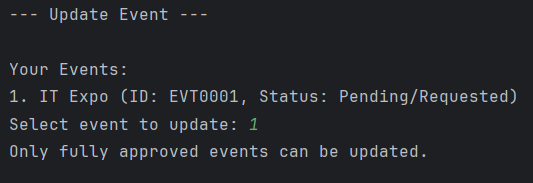 --- Update Event ---
Your Events:
1. IT Expo (ID: EVT0001, Status: Pending/Requested)
Select event to update: 1
Only fully approved events can be updated.